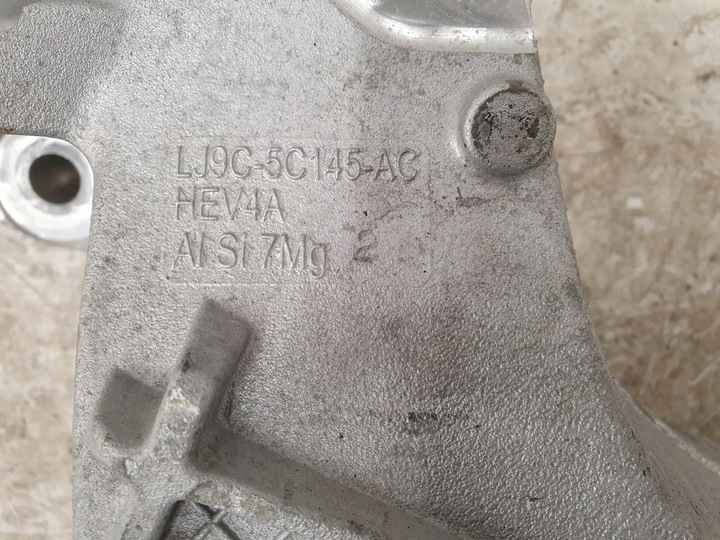 LJ9C-5C145-AC
HEV4A
Al Si 7Mg 2